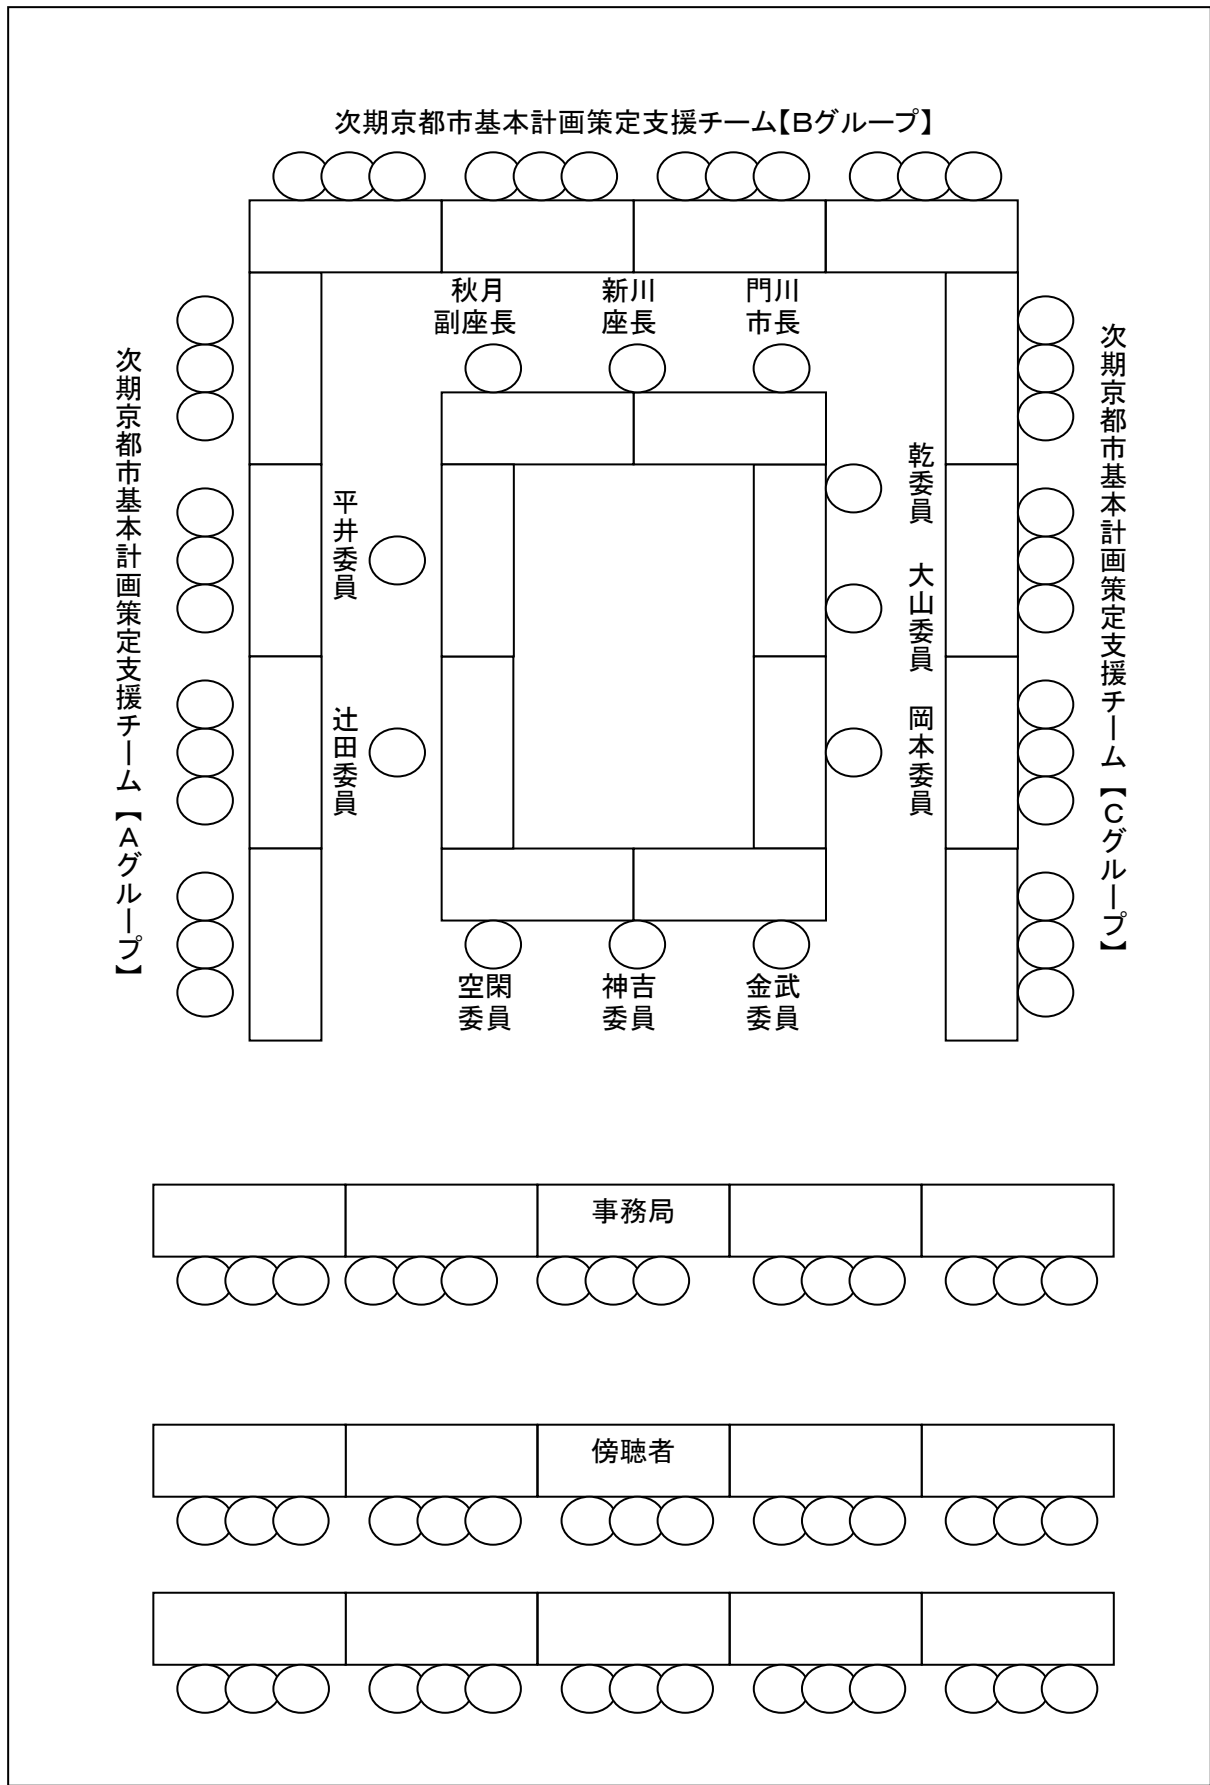 次期京都市基本計画策定支援チーム【Bグループ】
秋月
副座長
新川
座長
門川
市長
次期京都市基本計画策定支援チーム【Aグループ】
平井委員
辻田委員
乾委員
大山委員
岡本委員
次期京都市基本計画策定支援チーム【Cグループ】
空閑
委員
神吉
委員
金武
委員
事務局
傍聴者